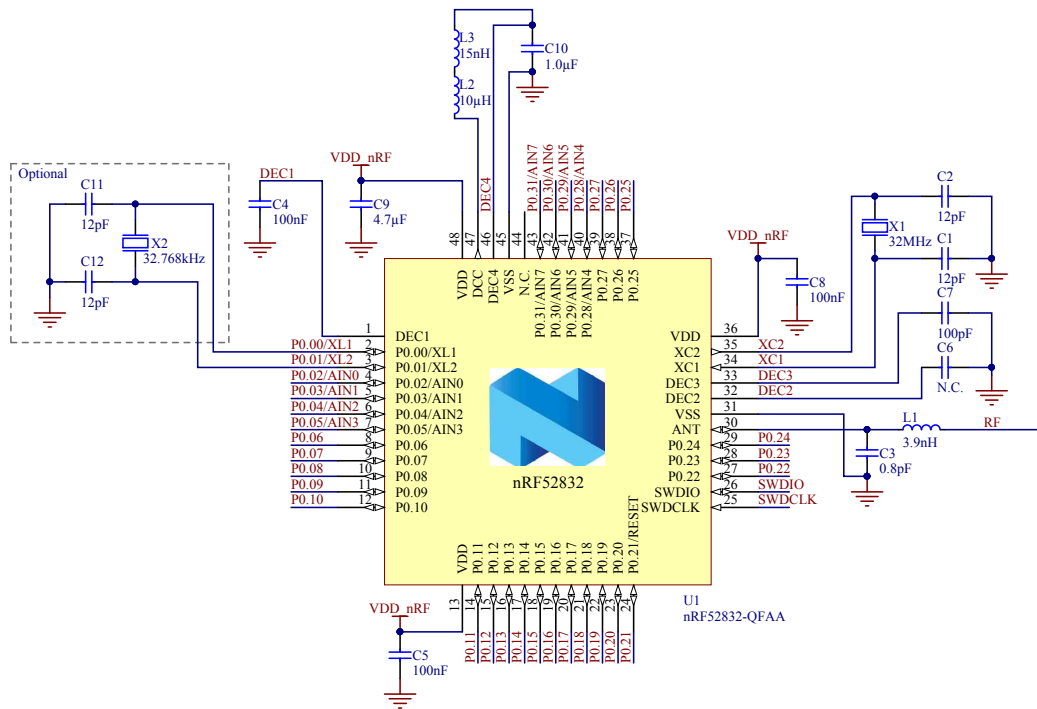 L3
15nH
L2
10µH
C10
1.0µF
DEC4
P0.31/AIN7
P0.30/AIN6
P0.29/AIN5
P0.28/AIN4
P0.27
P0.26
P0.25
Optional
C11
12pF
X2
32.768kHz
C12
12pF
DEC1
C4
100nF
VDD_nRF
C9
4.7µF
48
47
46
45
44
43
42
41
40
39
38
37
VDD
DCC
DEC4
VSS
N.C.
P0.31/AIN7
P0.30/AIN6
P0.29/AIN5
P0.28/AIN4
P0.27
P0.26
P0.25
VDD_nRF
C8
100nF
C2
12pF
X1
32MHz
C1
12pF
C7
100pF
C6
N.C.
1 DEC1
P0.00/XL1 2 P0.00/XL1
P0.01/XL2 3 P0.01/XL2
P0.02/AIN0 4 P0.02/AIN0
P0.03/AIN1 5 P0.03/AIN1
P0.04/AIN2 6 P0.04/AIN2
P0.05/AIN3 7 P0.05/AIN3
P0.06 8 P0.06
P0.07 9 P0.07
P0.08 10 P0.08
P0.09 11 P0.09
P0.10 12 P0.10
nRF52832
VDD 36
XC2 35 XC2
XC1 34 XC1
DEC3 33 DEC3
DEC2 32 DEC2
VSS 31
ANT 30
P0.24 29 P0.24
P0.23 28 P0.23
P0.22 27 P0.22
SWDIO 26 SWDIO
SWDCLK 25 SWDCLK
L1
3.9nH
RF
C3
0.8pF
VDD
P0.11
P0.12
P0.13
P0.14
P0.15
P0.16
P0.17
P0.18
P0.19
P0.20
P0.21/RESET
13
14
15
16
17
18
19
20
21
22
23
24
U1
nRF52832-QFAA
VDD_nRF
C5
100nF
P0.11
P0.12
P0.13
P0.14
P0.15
P0.16
P0.17
P0.18
P0.19
P0.20
P0.21